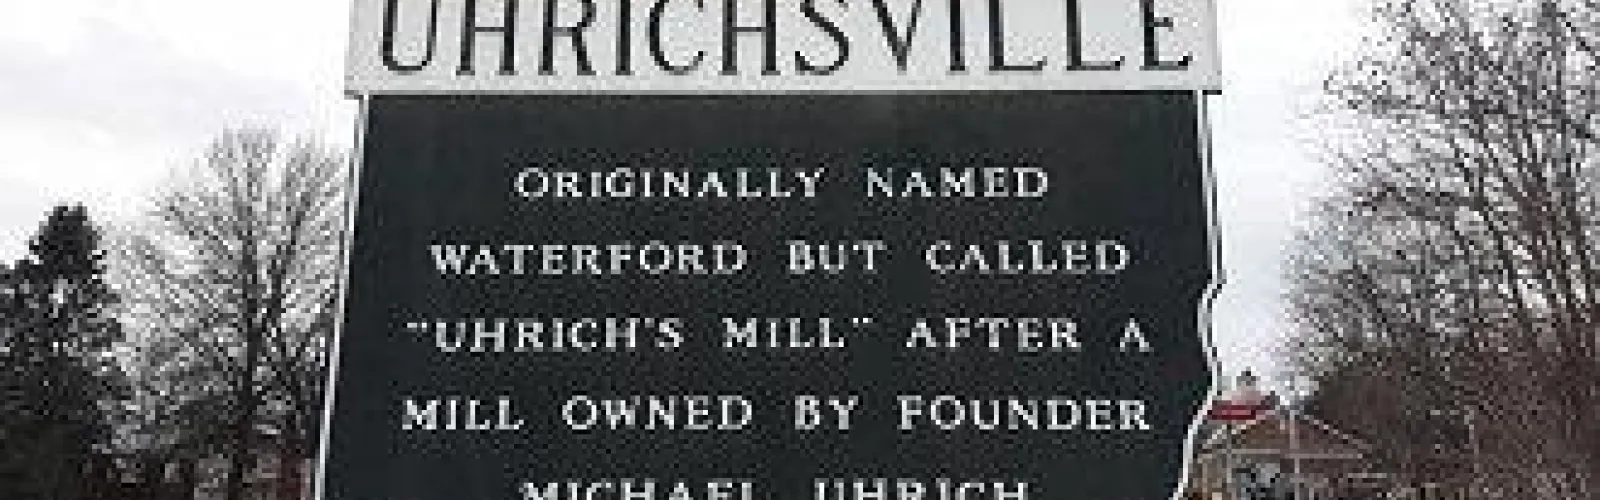 UHRICHSVILLE
ORIGINALLY NAMED
WATERFORD BUT CALLED
"UHRICH'S MILL" AFTER A
MILL OWNED BY FOUNDER
MICHAEL UHRICH